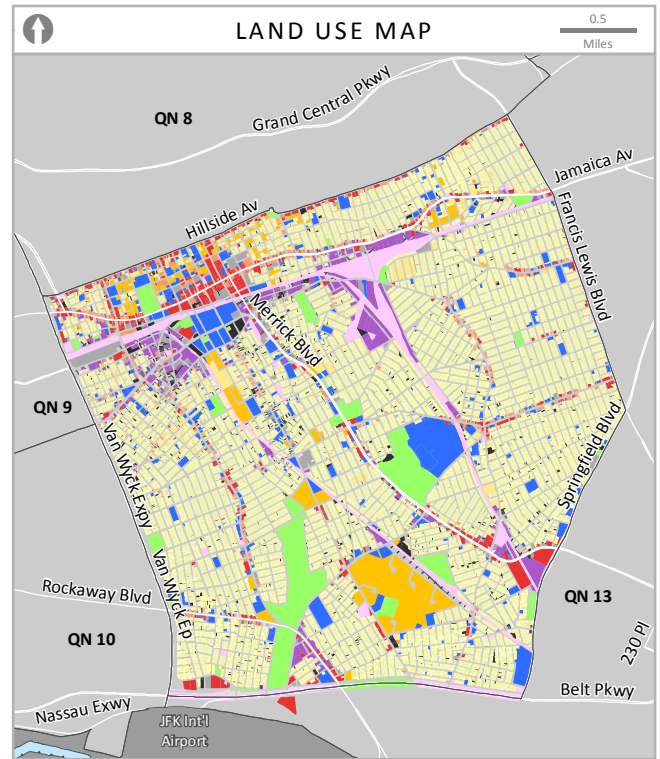 LAND USE MAP
0.5
Miles
QN 8
Grand Central Pkwy
Jamaica Av
Hillside Av
Francis Lewis Blvd
Merrick Blvd
QN 9
Van Wyck Expy
Springfield Blvd
Van Wyck Ep
Rockaway Blvd
QN 13
QN 10
230 Pl
Belt Pkwy
Nassau Exwy
JFK Int'l
Airport